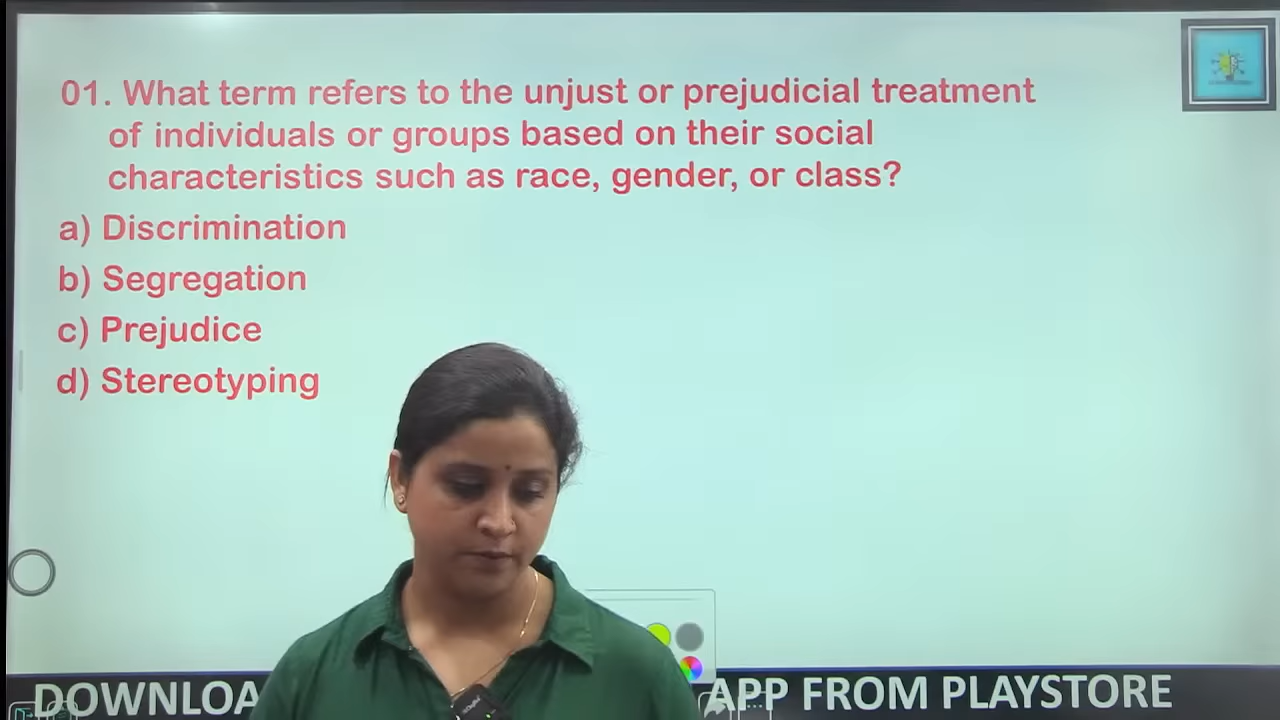 01. What term refers to the unjust or prejudicial treatment
of individuals or groups based on their social
characteristics such as race, gender, or class?
a) Discrimination
b) Segregation
c) Prejudice
d) Stereotyping
DOWNLOA APP FROM PLAYSTORE